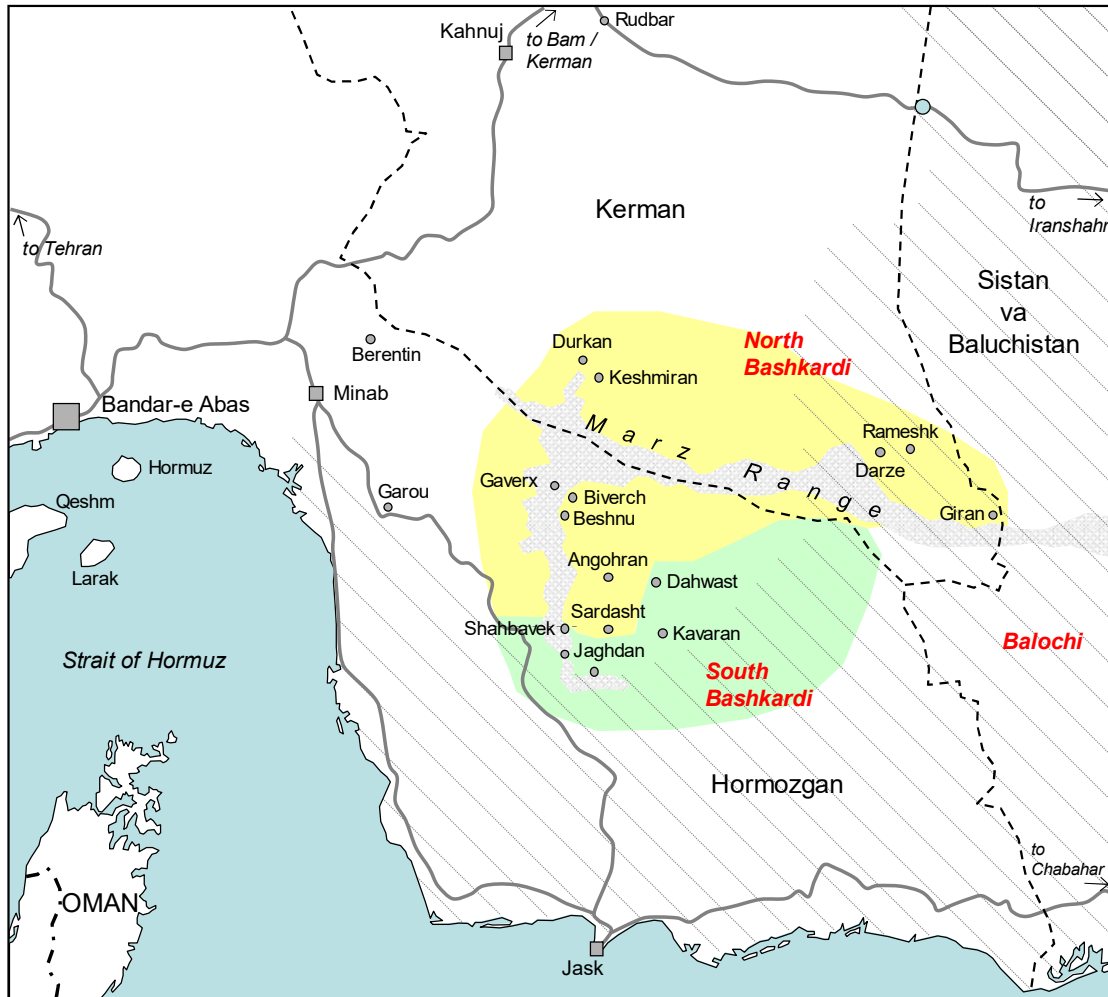 Rudbar
Kahnuj
to Bam /
Kerman
Kerman
to
Iranshahr
to Tehran
Sistan
va
Baluchistan
North
Bashkardi
Durkan
Keshmiran
Berentin
Minab
Bandar-e Abas
Marz Range
Rameshk
Darze
Hormuz
Gaverx
Biverch
Beshnu
Garou
Qeshm
Giran
Larak
Angohran
Dahwast
Sardasht
Shahbavek
Kavaran
Jaghdan
Balochi
Strait of Hormuz
South
Bashkardi
Hormozgan
to
Chabahar
OMAN
Jask